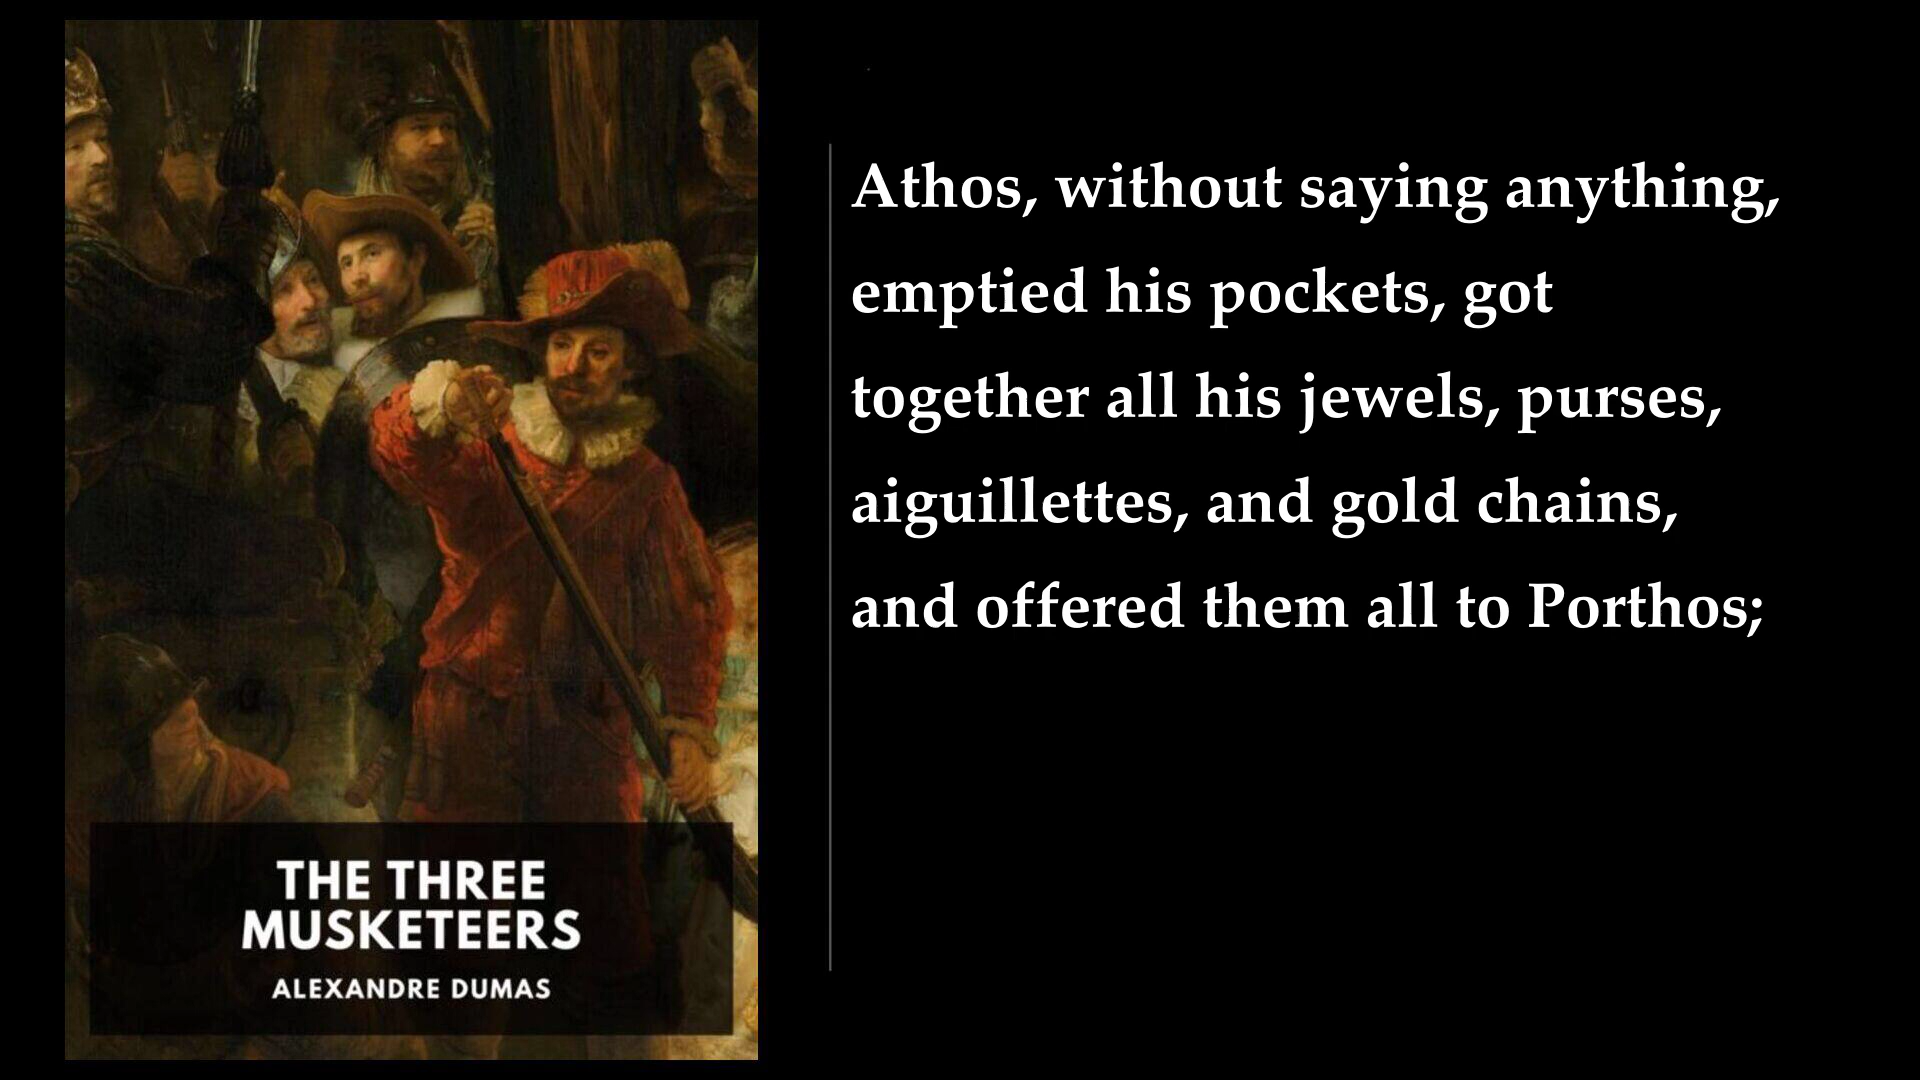 THE THREE
MUSKETEERS
ALEXANDRE DUMAS
Athos, without saying anything,
emptied his pockets, got
together all his jewels, purses,
aiguillettes, and gold chains,
and offered them all to Porthos;